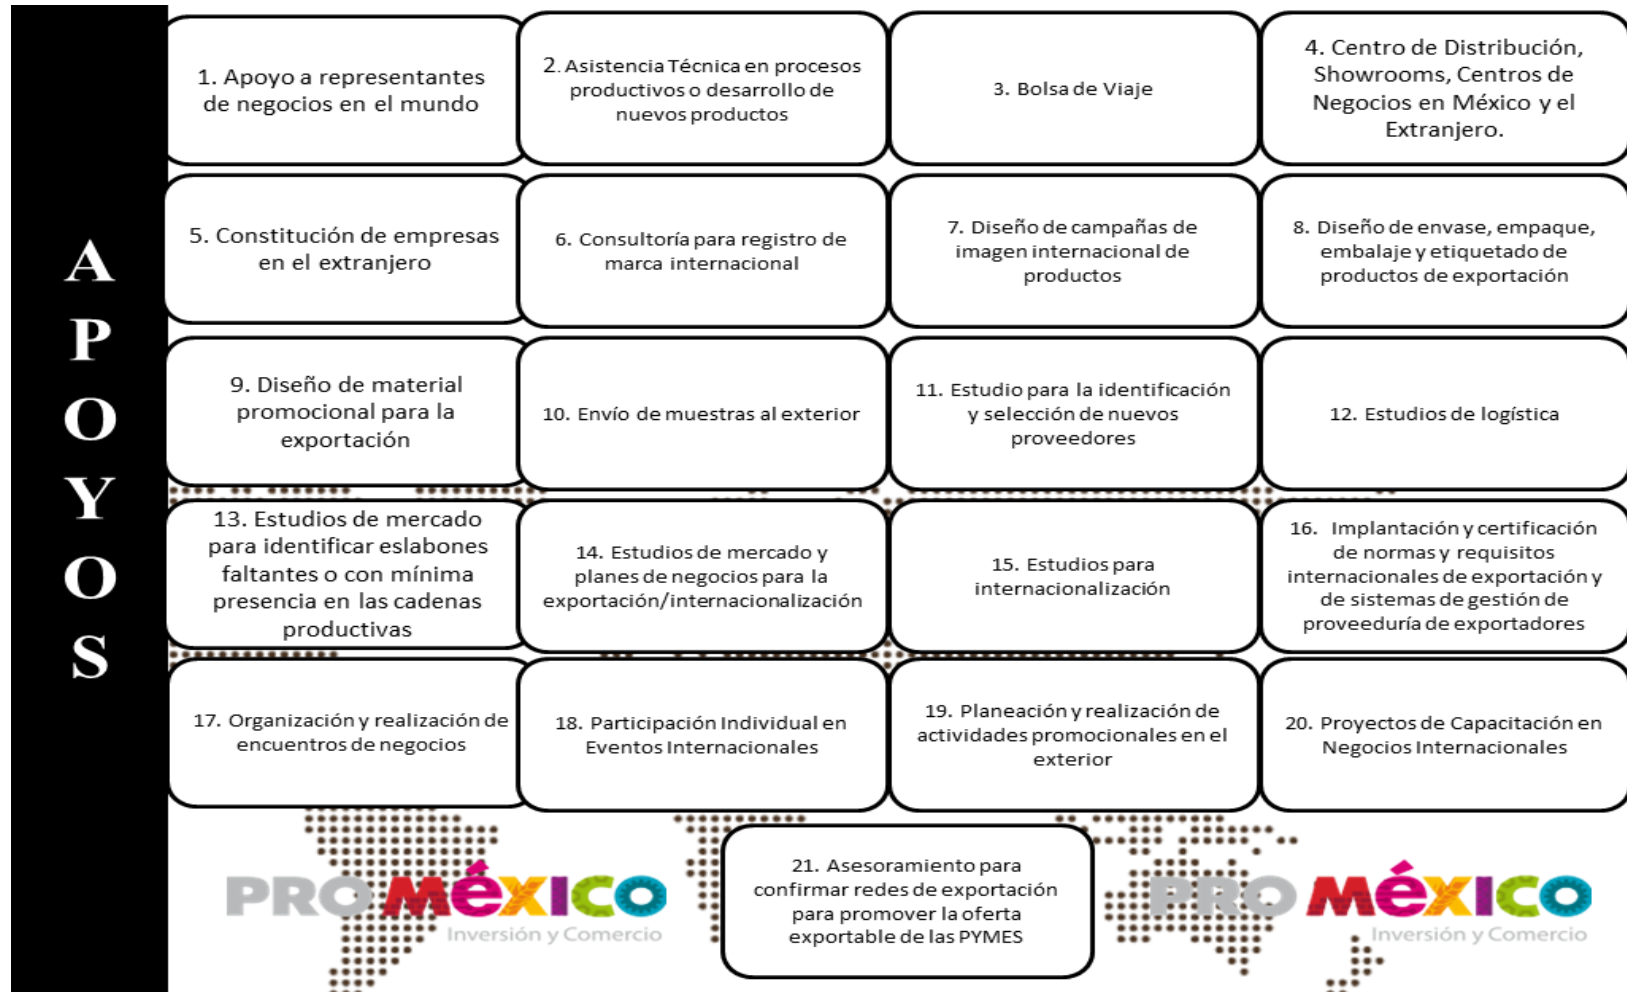 APOYOS
1. Apoyo a representantes
de negocios en el mundo
2. Asistencia Técnica en procesos
productivos o desarrollo de
nuevos productos
3. Bolsa de Viaje
4. Centro de Distribución,
Showrooms, Centros de
Negocios en México y el
Extranjero.
5. Constitución de empresas
en el extranjero
6. Consultoría para registro de
marca internacional
7. Diseño de campañas de
imagen internacional de
productos
8. Diseño de envase, empaque,
embalaje y etiquetado de
productos de exportación
9. Diseño de material
promocional para la
exportación
10. Envío de muestras al exterior
11. Estudio para la identificación
y selección de nuevos
proveedores
12. Estudios de logística
13. Estudios de mercado
para identificar eslabones
faltantes o con mínima
presencia en las cadenas
productivas
14. Estudios de mercado y
planes de negocios para la
exportación/internacionalización
15. Estudios para
internacionalización
16. Implantación y certificación
de normas y requisitos
internacionales de exportación y
de sistemas de gestión de
proveeduría de exportadores
17. Organización y realización de
encuentros de negocios
18. Participación Individual en
Eventos Internacionales
19. Planeación y realización de
actividades promocionales en el
exterior
20. Proyectos de Capacitación en
Negocios Internacionales
21. Asesoramiento para
confirmar redes de exportación
para promover la oferta
exportable de las PYMES
PRO MéXICO
Inversión y Comercio
PRO MéXICO
Inversión y Comercio